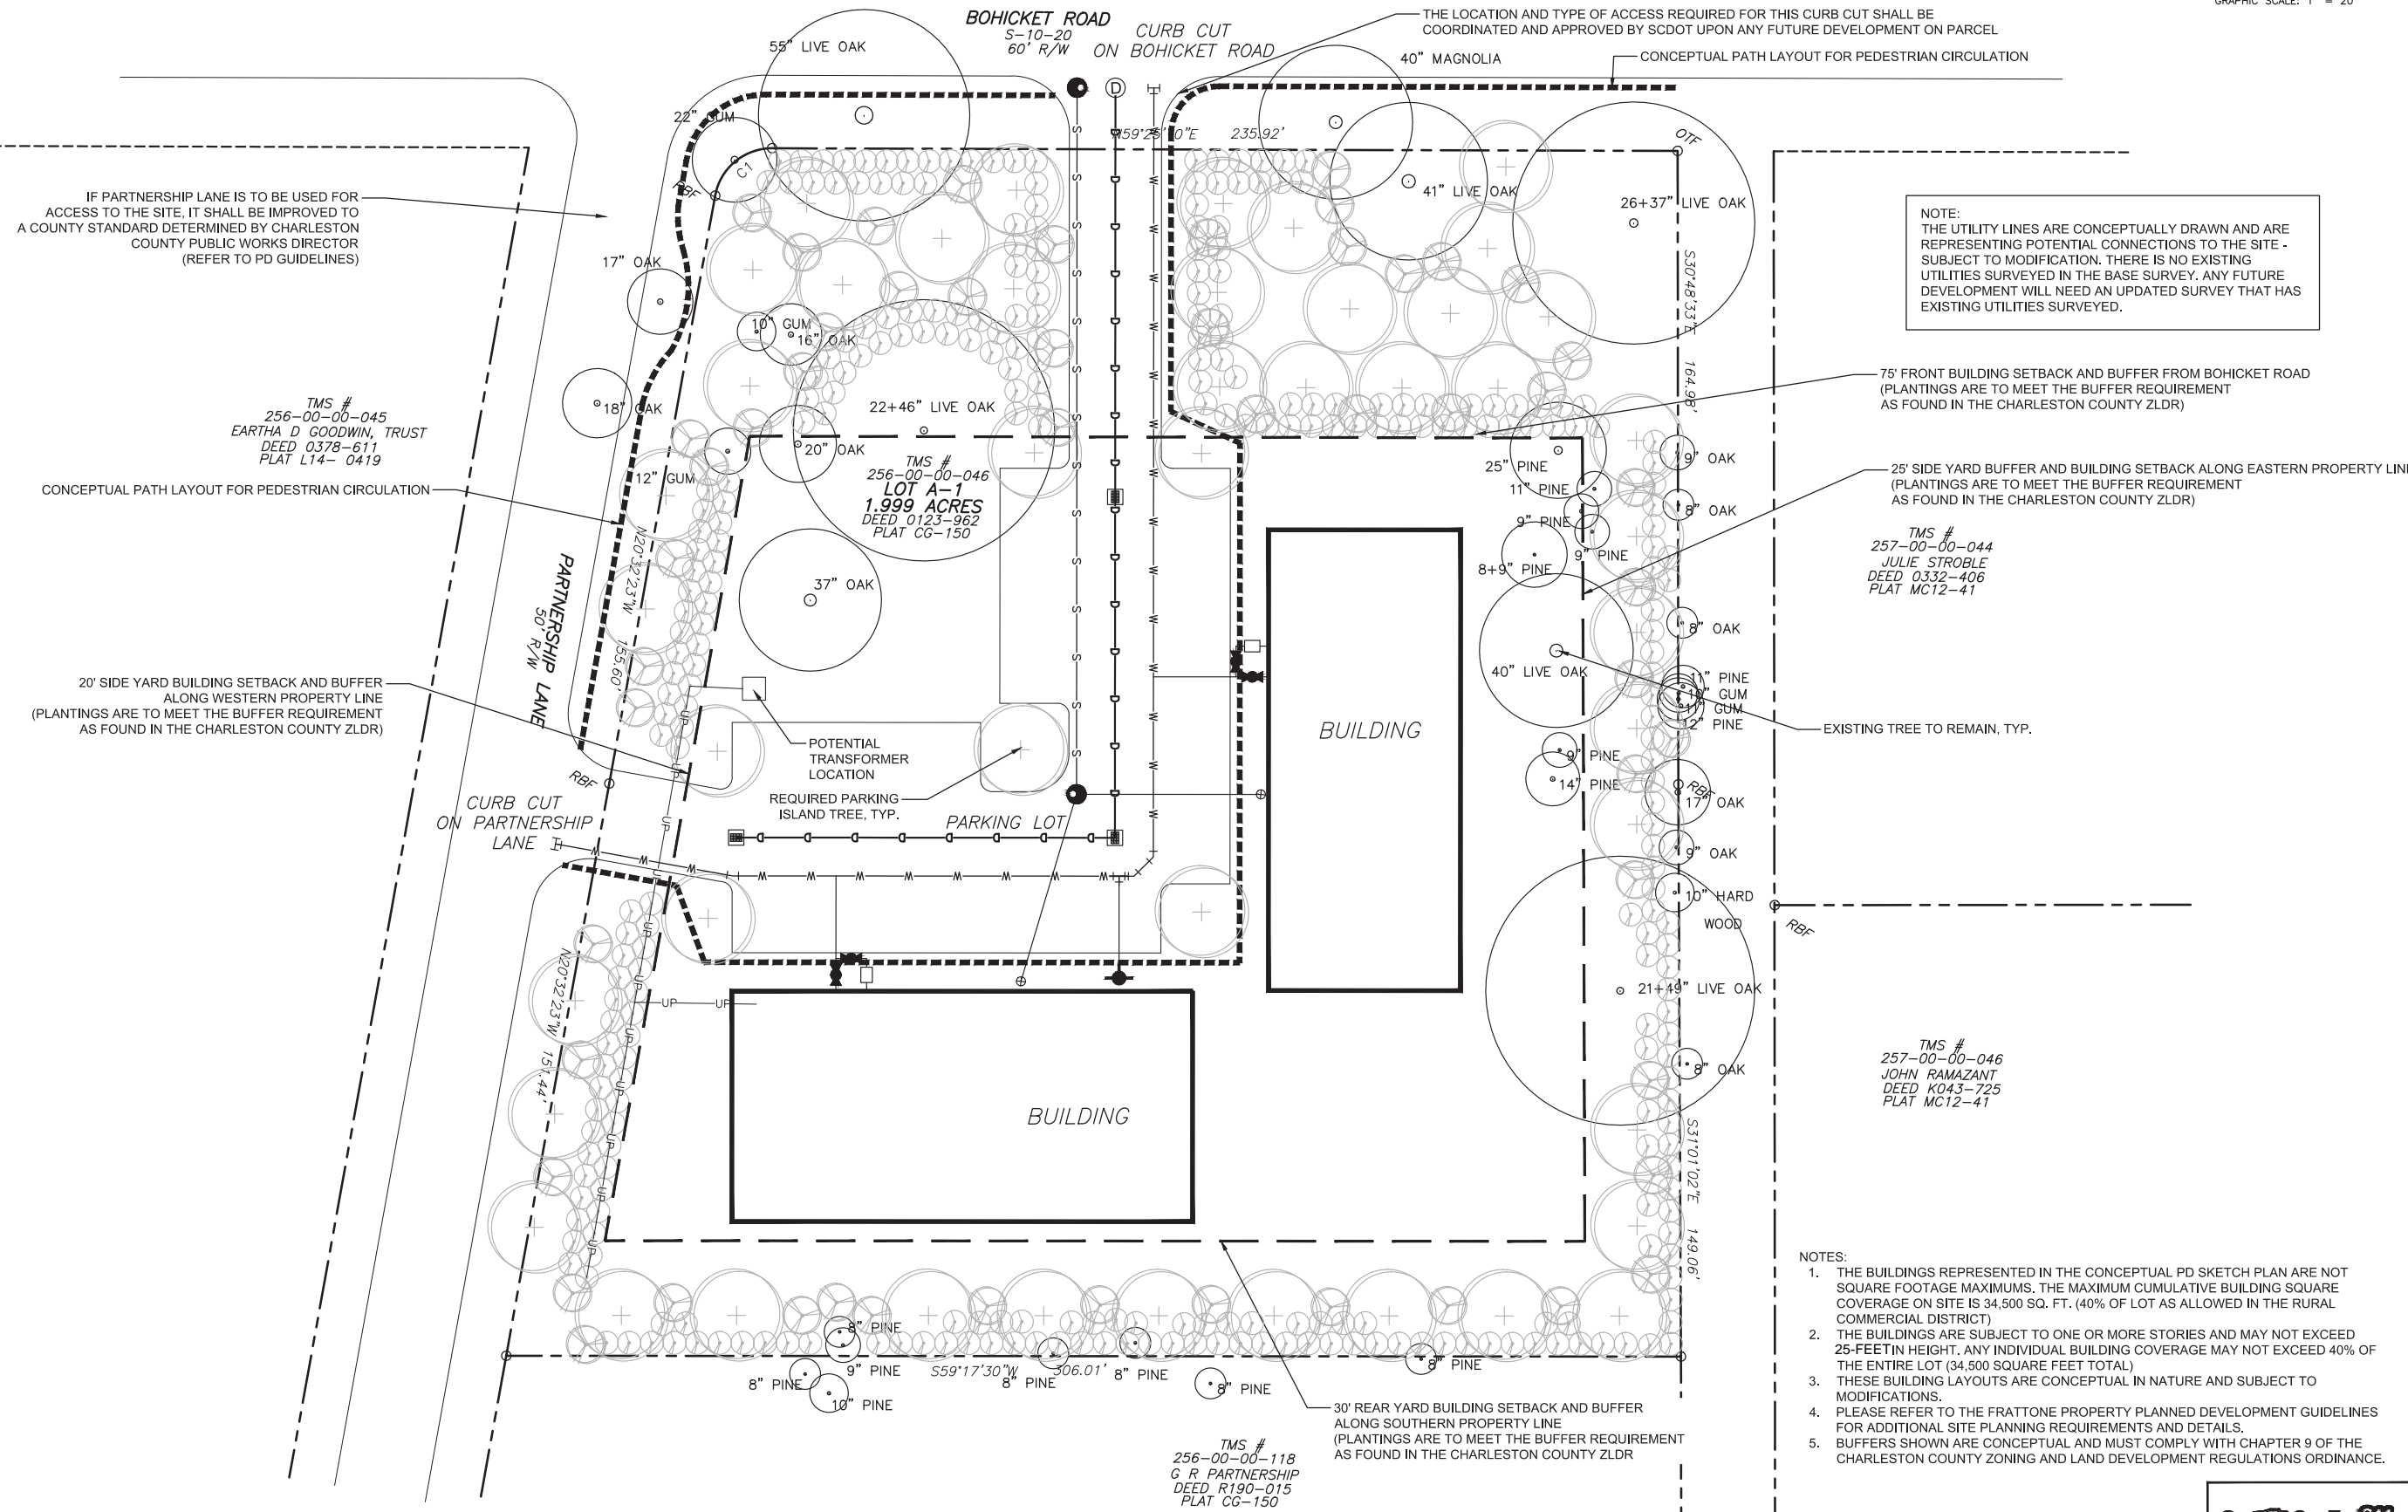 GRAPHIC SCALE: 1" = 20'
BOHICKET ROAD
S-10-20
60' R/W
CURB CUT
ON BOHICKET ROAD
THE LOCATION AND TYPE OF ACCESS REQUIRED FOR THIS CURB CUT SHALL BE
COORDINATED AND APPROVED BY SCDOT UPON ANY FUTURE DEVELOPMENT ON PARCEL
CONCEPTUAL PATH LAYOUT FOR PEDESTRIAN CIRCULATION
55" LIVE OAK
40" MAGNOLIA
22" GUM
D
235.92'
OTF
C1
RBF
41" LIVE OAK
26+37" LIVE OAK
IF PARTNERSHIP LANE IS TO BE USED FOR
ACCESS TO THE SITE, IT SHALL BE IMPROVED TO
A COUNTY STANDARD DETERMINED BY CHARLESTON
COUNTY PUBLIC WORKS DIRECTOR
(REFER TO PD GUIDELINES)
NOTE:
THE UTILITY LINES ARE CONCEPTUALLY DRAWN AND ARE
REPRESENTING POTENTIAL CONNECTIONS TO THE SITE -
SUBJECT TO MODIFICATION. THERE IS NO EXISTING
UTILITIES SURVEYED IN THE BASE SURVEY. ANY FUTURE
DEVELOPMENT WILL NEED AN UPDATED SURVEY THAT HAS
EXISTING UTILITIES SURVEYED.
17" OAK
S30°48'33"E 164.98'
10" GUM
16" OAK
75' FRONT BUILDING SETBACK AND BUFFER FROM BOHICKET ROAD
(PLANTINGS ARE TO MEET THE BUFFER REQUIREMENT
AS FOUND IN THE CHARLESTON COUNTY ZLDR)
TMS #
256-00-00-045
EARTHA D GOODWIN, TRUST
DEED 0378-611
PLAT L14- 0419
18" OAK
22+46" LIVE OAK
20" OAK
12" GUM
TMS #
256-00-00-046
LOT A-1
1.999 ACRES
DEED 0123-962
PLAT CG-150
25" PINE
11" PINE
9" PINE
9" PINE
8+9" PINE
9" OAK
8" OAK
25' SIDE YARD BUFFER AND BUILDING SETBACK ALONG EASTERN PROPERTY LINE
(PLANTINGS ARE TO MEET THE BUFFER REQUIREMENT
AS FOUND IN THE CHARLESTON COUNTY ZLDR)
CONCEPTUAL PATH LAYOUT FOR PEDESTRIAN CIRCULATION
TMS #
257-00-00-044
JULIE STROBLE
DEED 0332-406
PLAT MC12-41
PARTNERSHIP LANE
50' R/W
N20°32'23"W 155.60'
37" OAK
8" OAK
40" LIVE OAK
11" PINE
10" GUM
11" GUM
12" PINE
20' SIDE YARD BUILDING SETBACK AND BUFFER
ALONG WESTERN PROPERTY LINE
(PLANTINGS ARE TO MEET THE BUFFER REQUIREMENT
AS FOUND IN THE CHARLESTON COUNTY ZLDR)
BUILDING
EXISTING TREE TO REMAIN, TYP.
POTENTIAL
TRANSFORMER
LOCATION
9" PINE
14" PINE
RBF
17" OAK
RBF
REQUIRED PARKING
ISLAND TREE, TYP.
PARKING LOT
CURB CUT
ON PARTNERSHIP
LANE
9" OAK
10" HARD
WOOD
RBF
N20°32'23"W 151.44'
21+49" LIVE OAK
8" OAK
TMS #
257-00-00-046
JOHN RAMAZANT
DEED K043-725
PLAT MC12-41
BUILDING
S31°01'02"E 149.06'
NOTES:
1. THE BUILDINGS REPRESENTED IN THE CONCEPTUAL PD SKETCH PLAN ARE NOT
SQUARE FOOTAGE MAXIMUMS. THE MAXIMUM CUMULATIVE BUILDING SQUARE
COVERAGE ON SITE IS 34,500 SQ. FT. (40% OF LOT AS ALLOWED IN THE RURAL
COMMERCIAL DISTRICT)
2. THE BUILDINGS ARE SUBJECT TO ONE OR MORE STORIES AND MAY NOT EXCEED
25-FEET IN HEIGHT. ANY INDIVIDUAL BUILDING COVERAGE MAY NOT EXCEED 40% OF
THE ENTIRE LOT (34,500 SQUARE FEET TOTAL)
3. THESE BUILDING LAYOUTS ARE CONCEPTUAL IN NATURE AND SUBJECT TO
MODIFICATIONS.
4. PLEASE REFER TO THE FRATTONE PROPERTY PLANNED DEVELOPMENT GUIDELINES
FOR ADDITIONAL SITE PLANNING REQUIREMENTS AND DETAILS.
5. BUFFERS SHOWN ARE CONCEPTUAL AND MUST COMPLY WITH CHAPTER 9 OF THE
CHARLESTON COUNTY ZONING AND LAND DEVELOPMENT REGULATIONS ORDINANCE.
8" PINE
9" PINE
8" PINE
10" PINE
S59°17'30"W 306.01'
8" PINE
8" PINE
8" PINE
8" PINE
30' REAR YARD BUILDING SETBACK AND BUFFER
ALONG SOUTHERN PROPERTY LINE
(PLANTINGS ARE TO MEET THE BUFFER REQUIREMENT
AS FOUND IN THE CHARLESTON COUNTY ZLDR
TMS #
256-00-00-118
G R PARTNERSHIP
DEED R190-015
PLAT CG-150